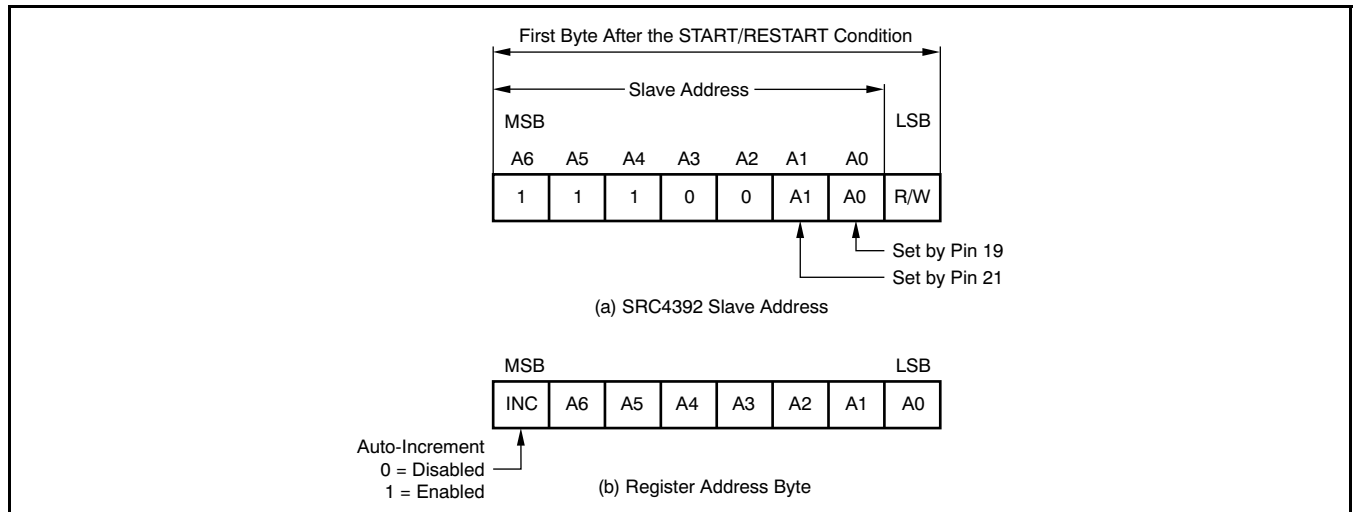 First Byte After the START/RESTART Condition
Slave Address
MSB LSB
A6 A5 A4 A3 A2 A1 A0
1 1 1 0 0 A1 A0 R/W
Set by Pin 19
Set by Pin 21
(a) SRC4392 Slave Address
MSB LSB
INC A6 A5 A4 A3 A2 A1 A0
Auto-Increment
0 = Disabled
1 = Enabled
(b) Register Address Byte